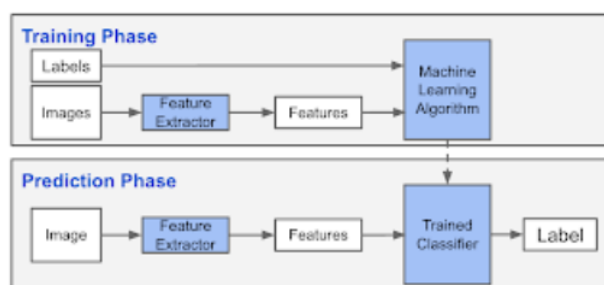 Training Phase
Labels
Machine
Learning
Algorithm
Images
Feature
Extractor
Features
Prediction Phase
Image
Feature
Extractor
Features
Trained
Classifier
Label